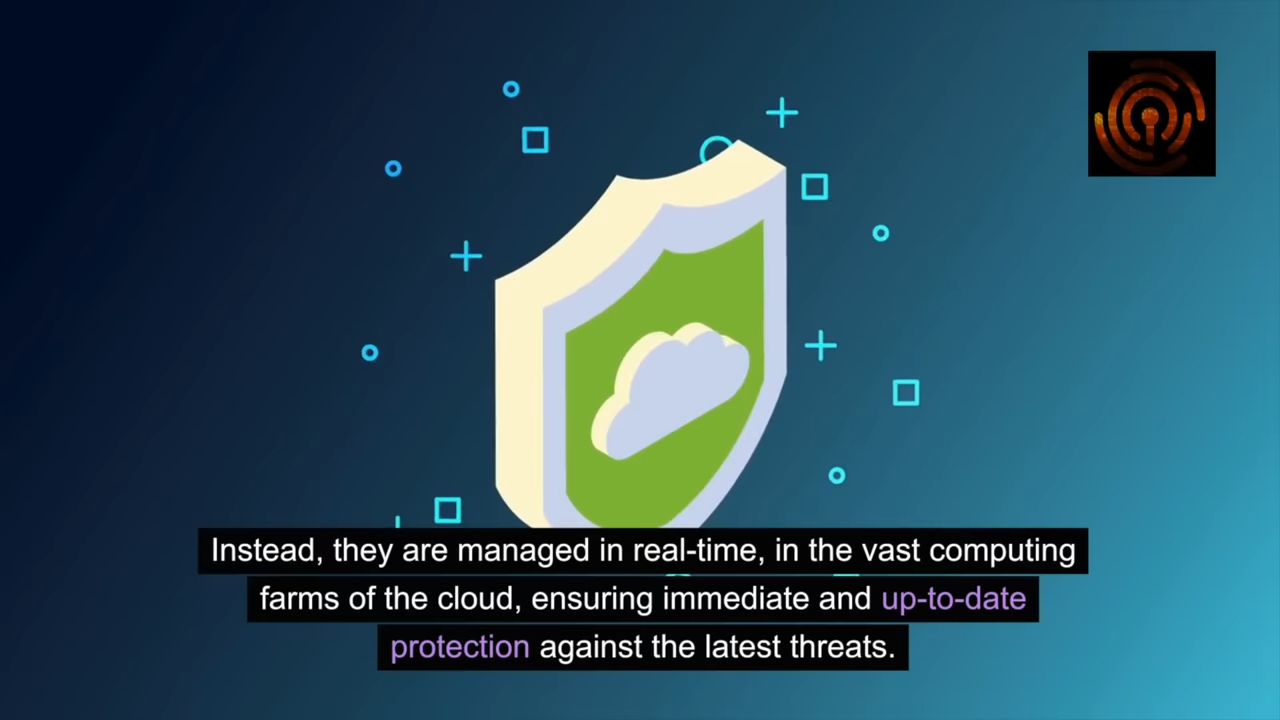 Instead, they are managed in real-time, in the vast computing
farms of the cloud, ensuring immediate and up-to-date
protection against the latest threats.